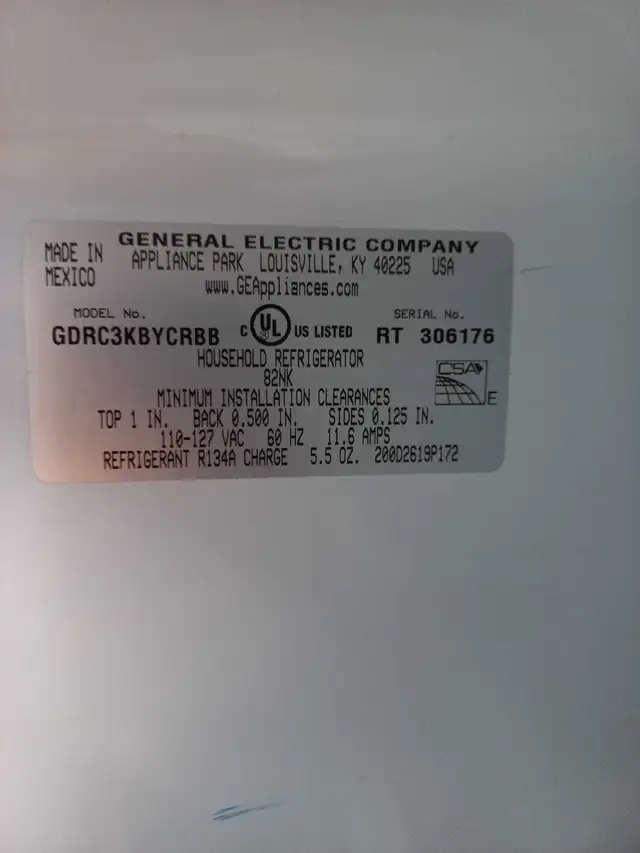 GENERAL ELECTRIC COMPANY
MADE IN MEXICO
APPLIANCE PARK LOUISVILLE, KY 40225 USA
www.GEAppliances.com
MODEL No.
GDRC3KBYCRBB
C UL US LISTED
SERIAL No.
RT 306176
HOUSEHOLD REFRIGERATOR
82NK
CSA
E
MINIMUM INSTALLATION CLEARANCES
TOP 1 IN. BACK 0.500 IN. SIDES 0.125 IN.
110-127 VAC 60 HZ 11.6 AMPS
REFRIGERANT R134A CHARGE 5.5 OZ. 200D2619P172